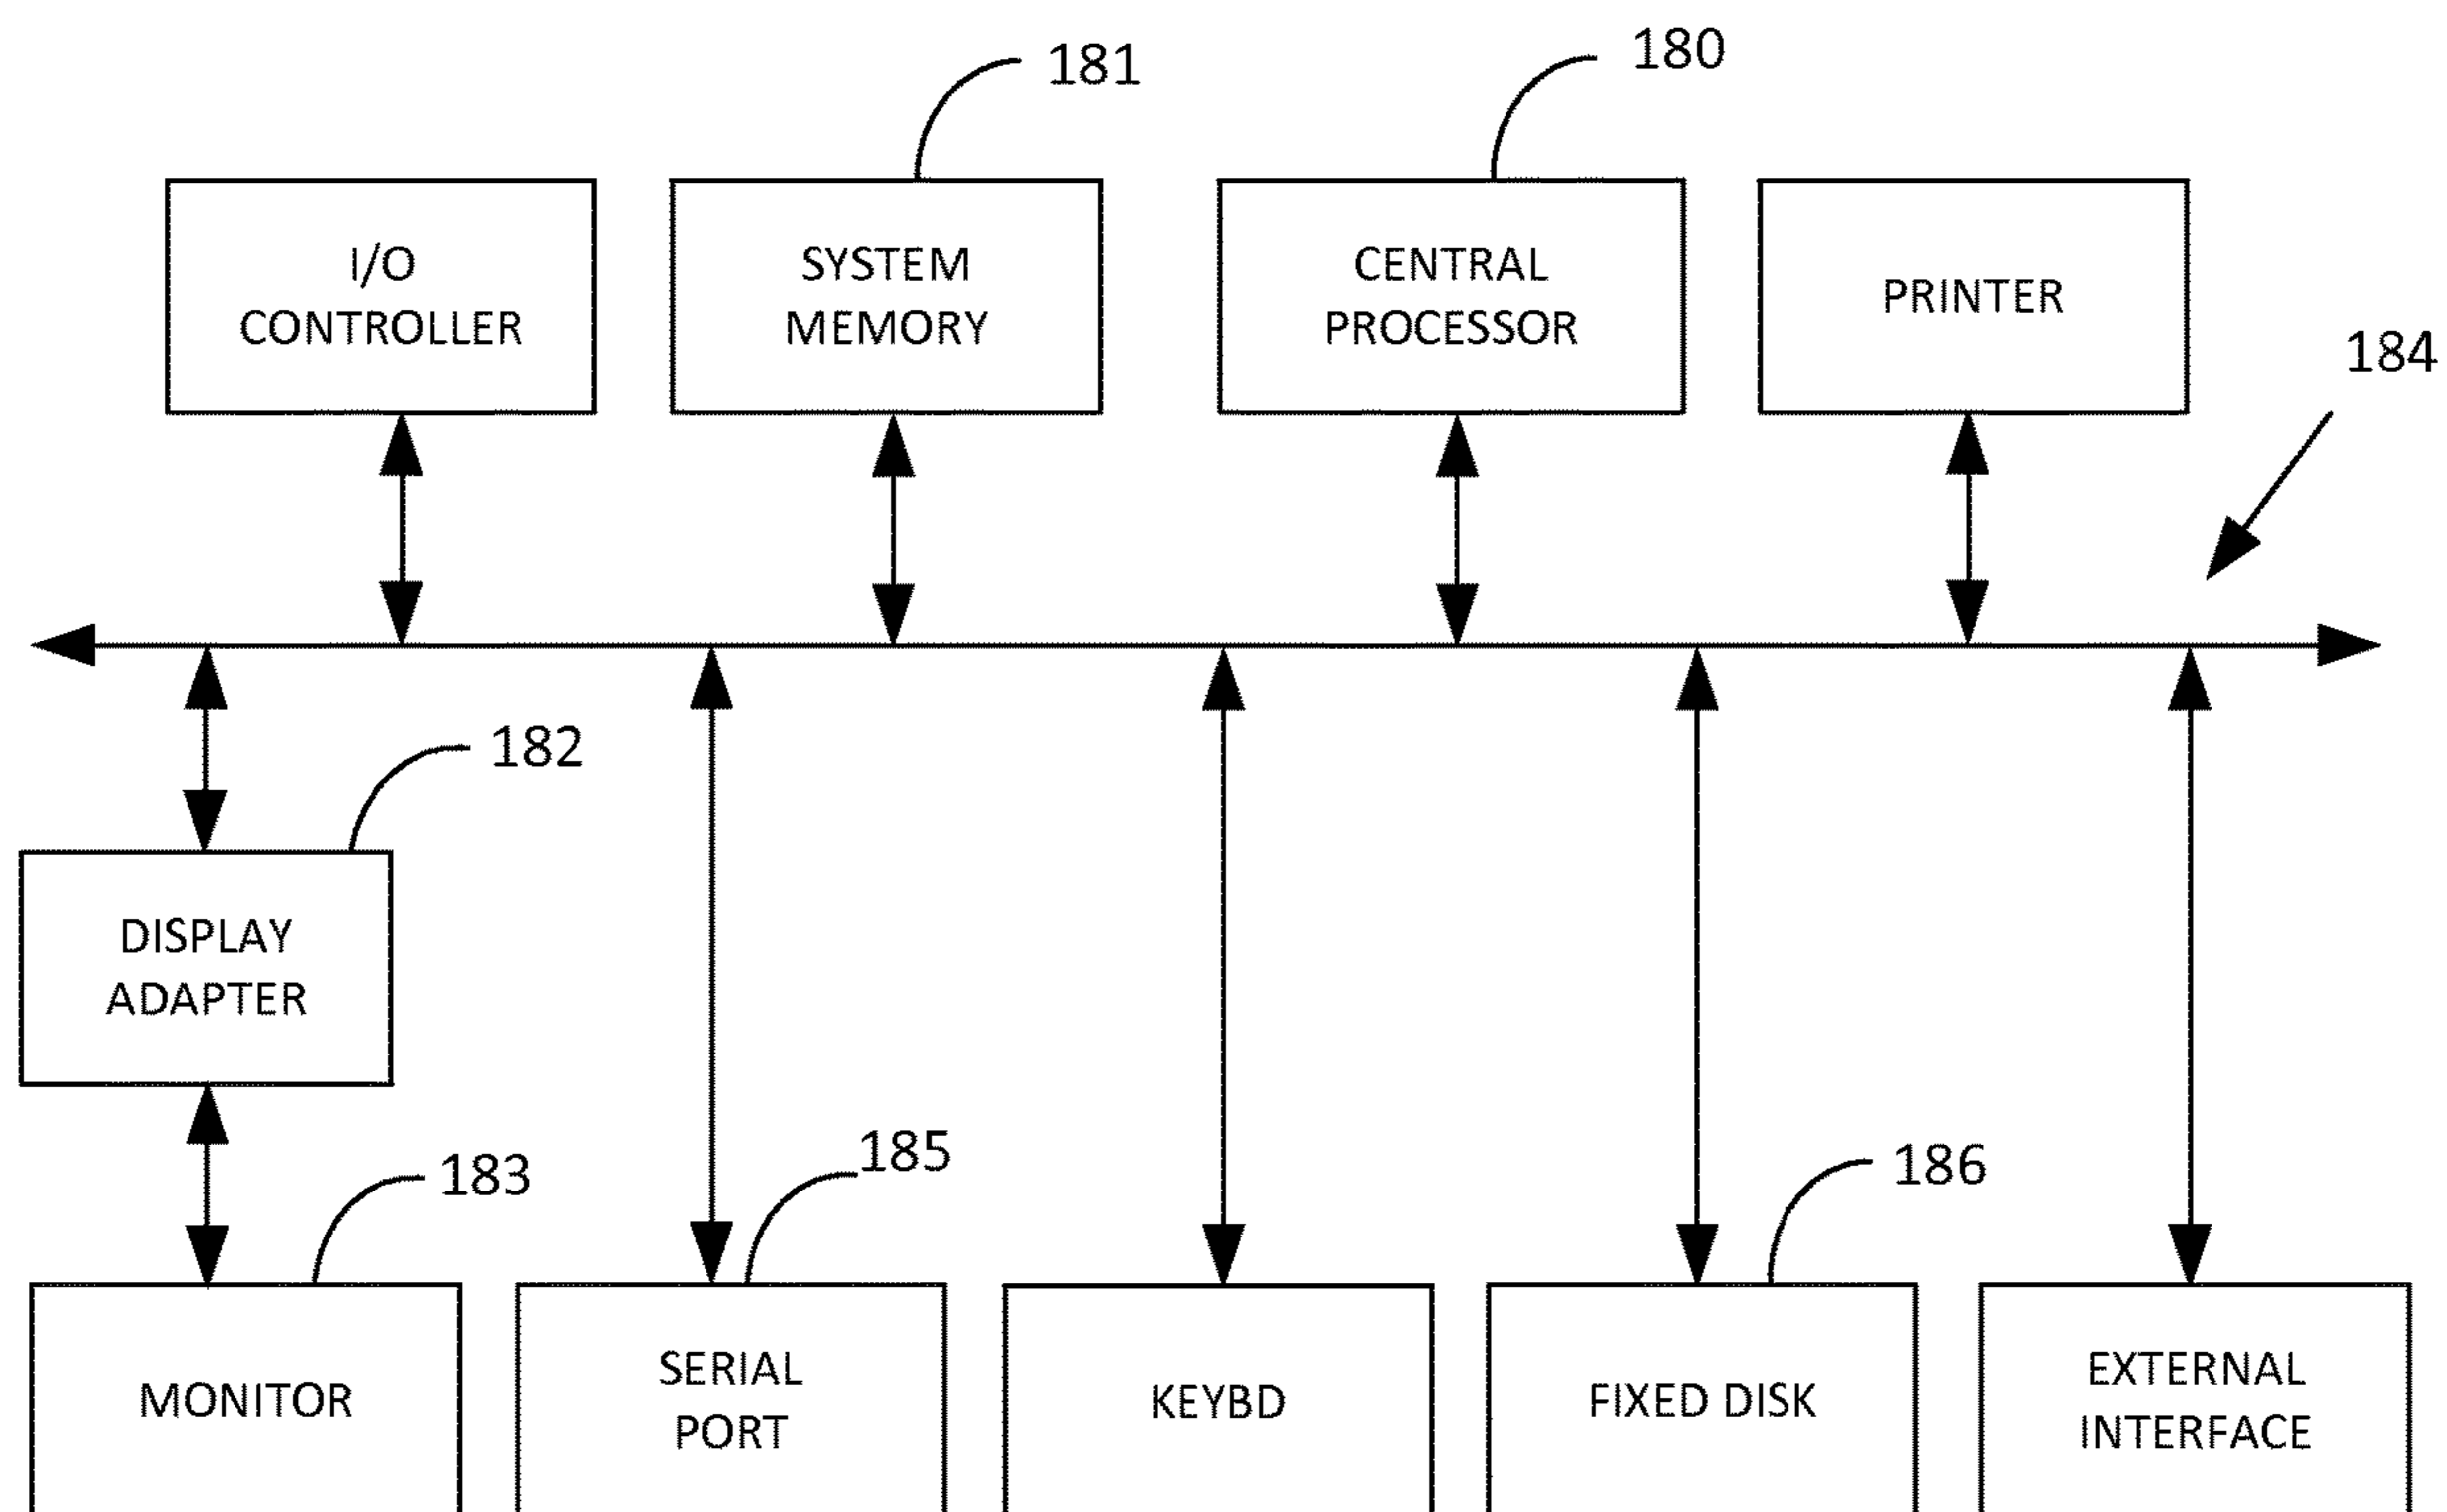 181
180
I/O
CONTROLLER
SYSTEM
MEMORY
CENTRAL
PROCESSOR
PRINTER
184
182
DISPLAY
ADAPTER
183
185
186
MONITOR
SERIAL
PORT
KEYBD
FIXED DISK
EXTERNAL
INTERFACE